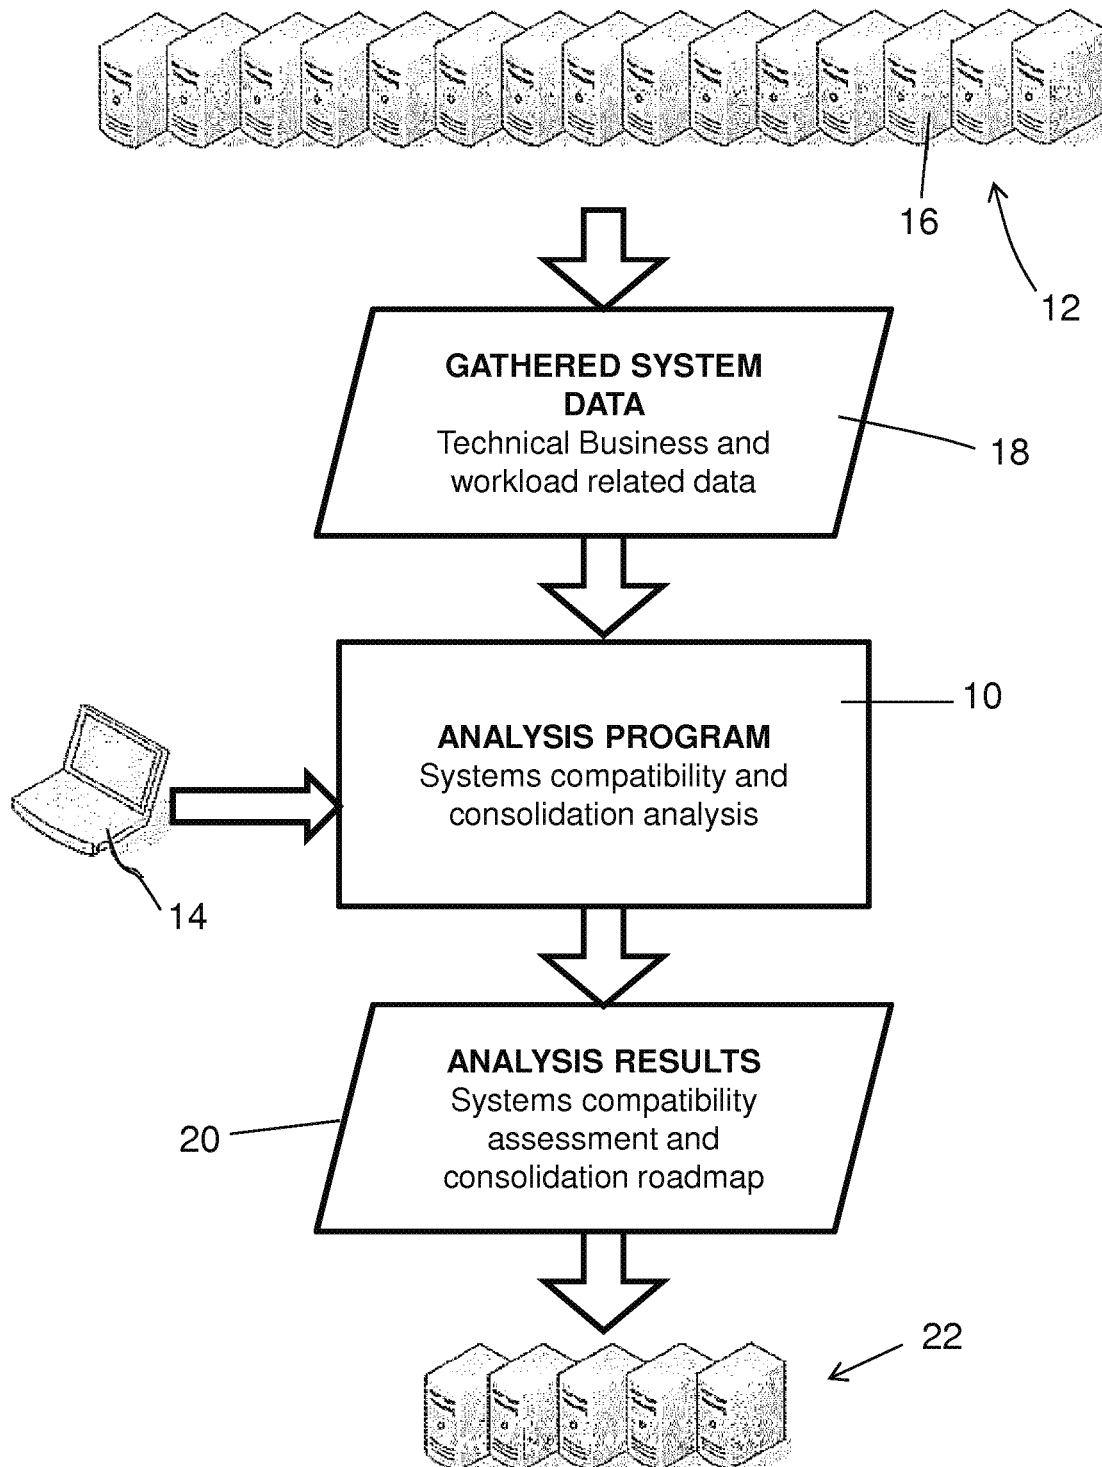 16
12
GATHERED SYSTEM
DATA
Technical Business and
workload related data
18
10
ANALYSIS PROGRAM
Systems compatibility and
consolidation analysis
14
ANALYSIS RESULTS
Systems compatibility
assessment and
consolidation roadmap
20
22